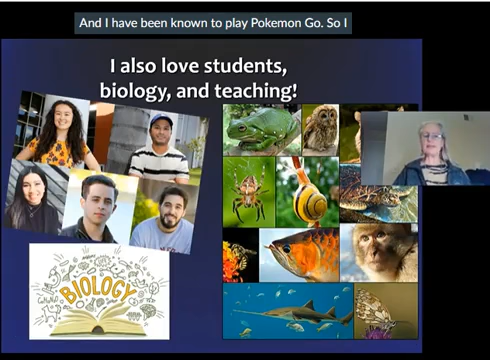 And I have been known to play Pokemon Go. So I
I also love students,
biology, and teaching!
BIOLOGY